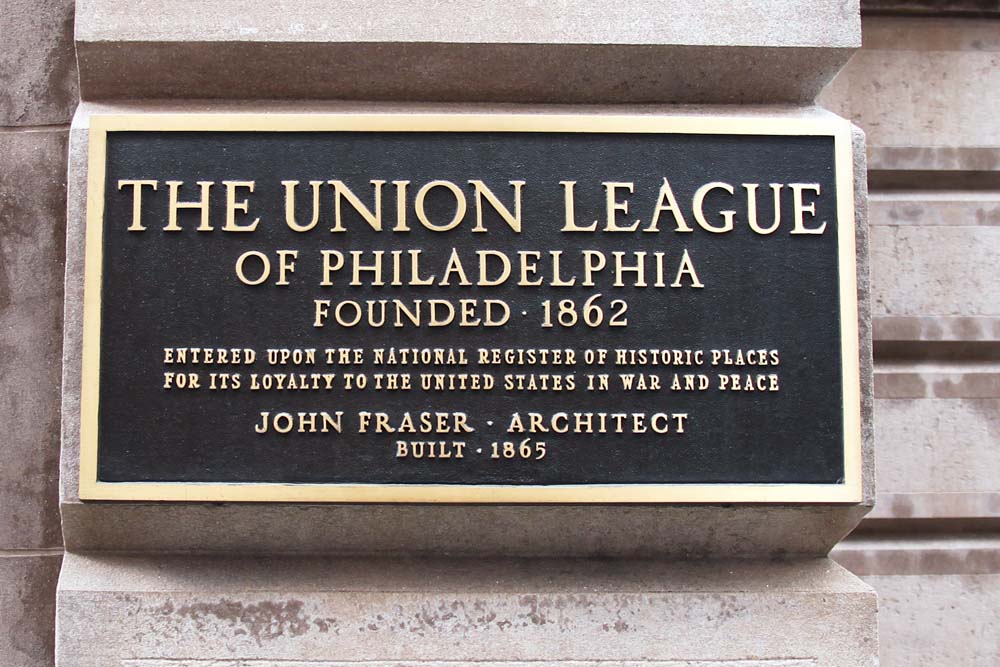 THE UNION LEAGUE
OF PHILADELPHIA
FOUNDED · 1862
ENTERED UPON THE NATIONAL REGISTER OF HISTORIC PLACES
FOR ITS LOYALTY TO THE UNITED STATES IN WAR AND PEACE
JOHN FRASER · ARCHITECT
BUILT · 1865